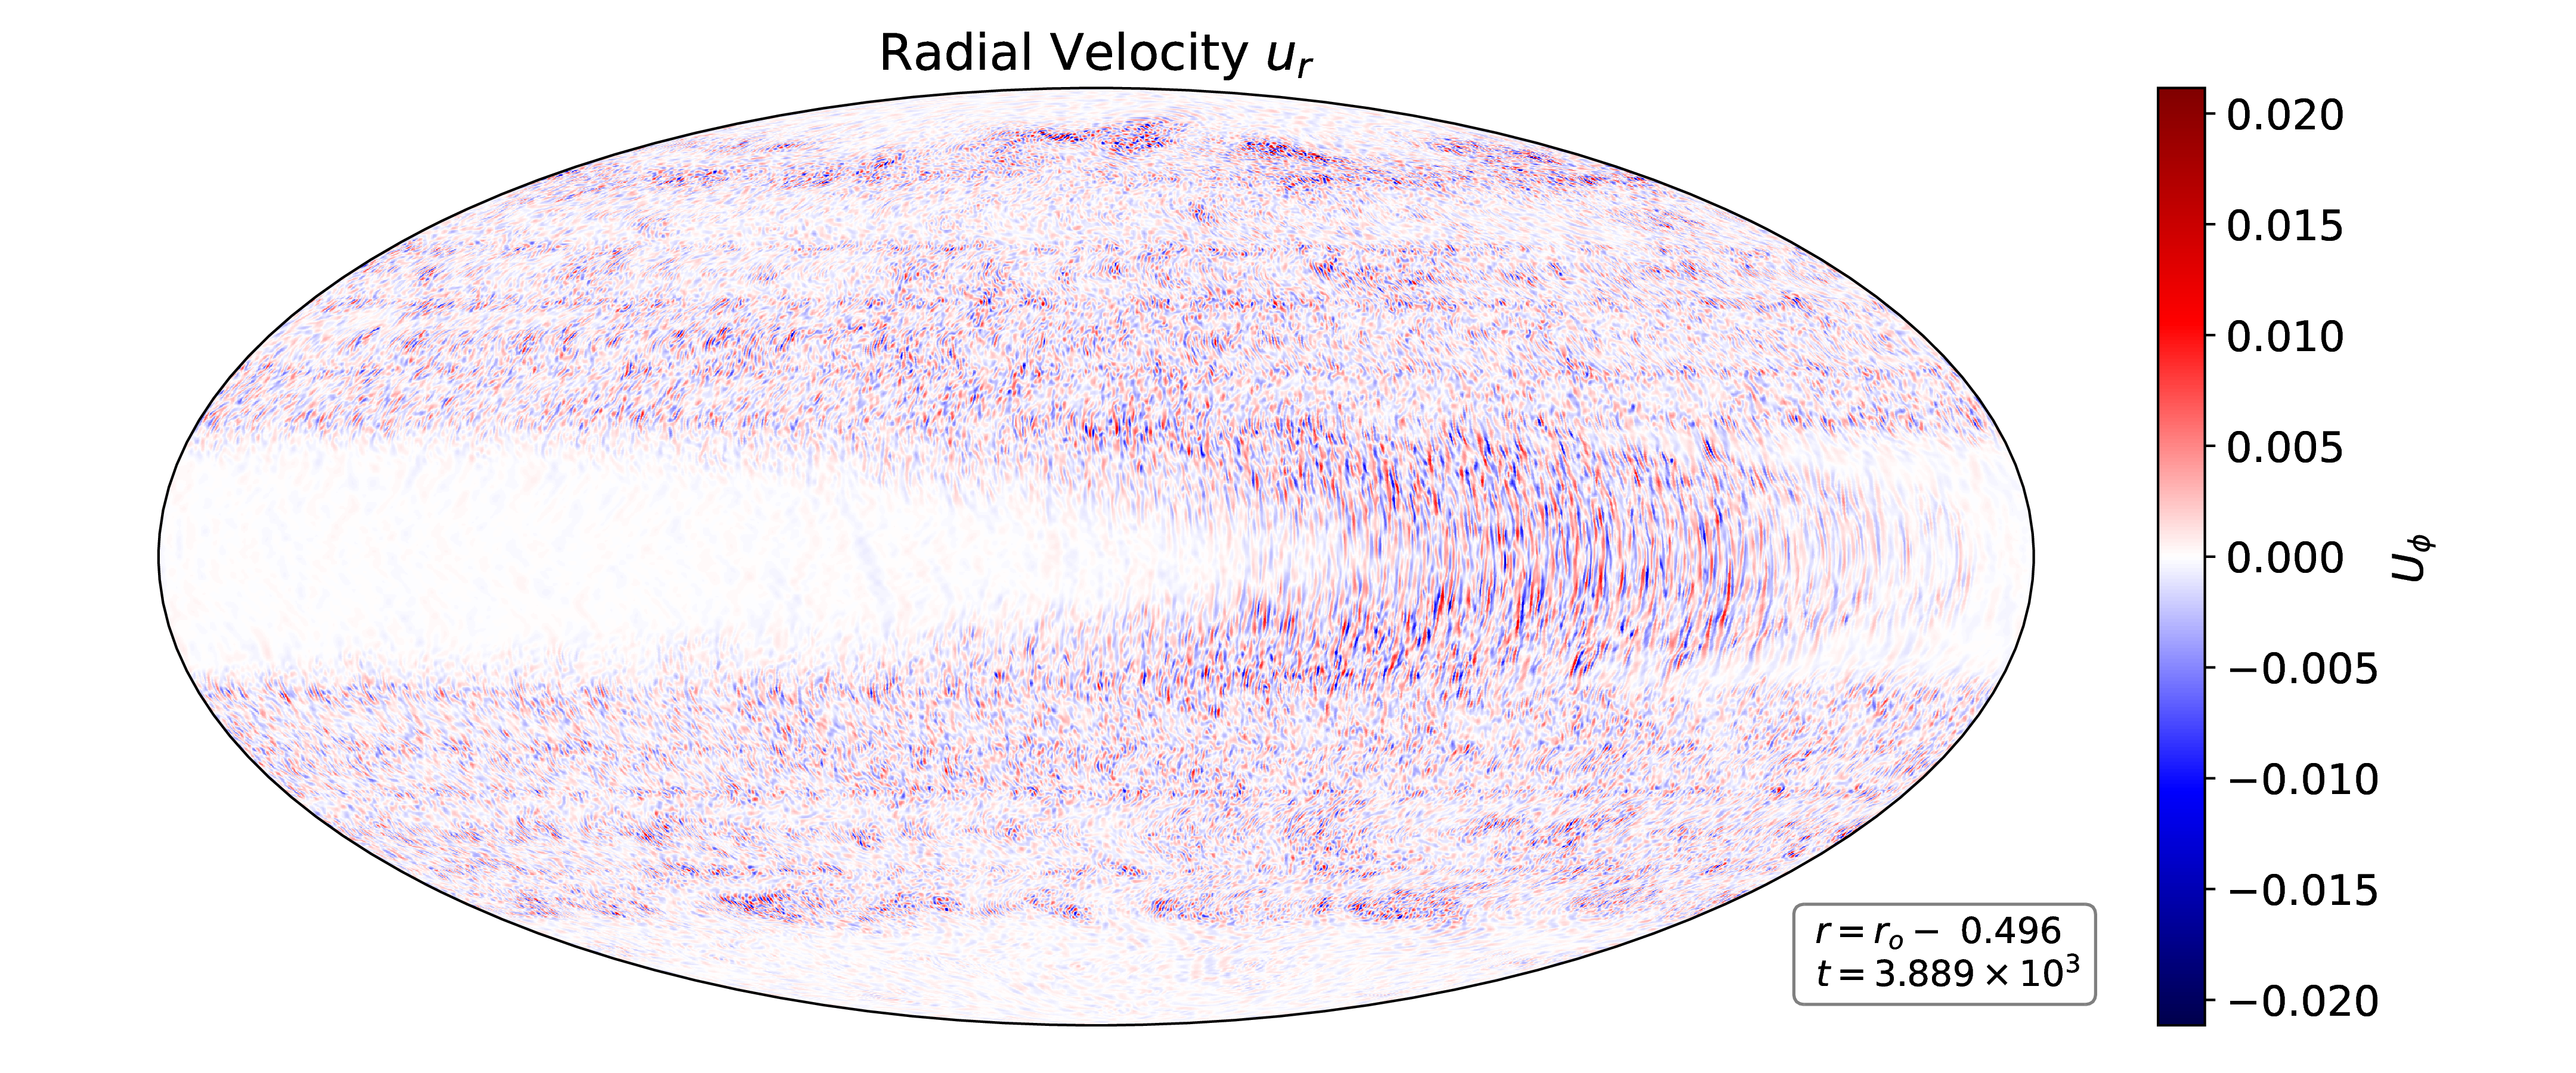 Radial Velocity u_r
0.020
0.015
0.010
0.005
0.000
−0.005
−0.010
−0.015
−0.020
U_ϕ
r = r_o − 0.496
t = 3.889 × 10^3